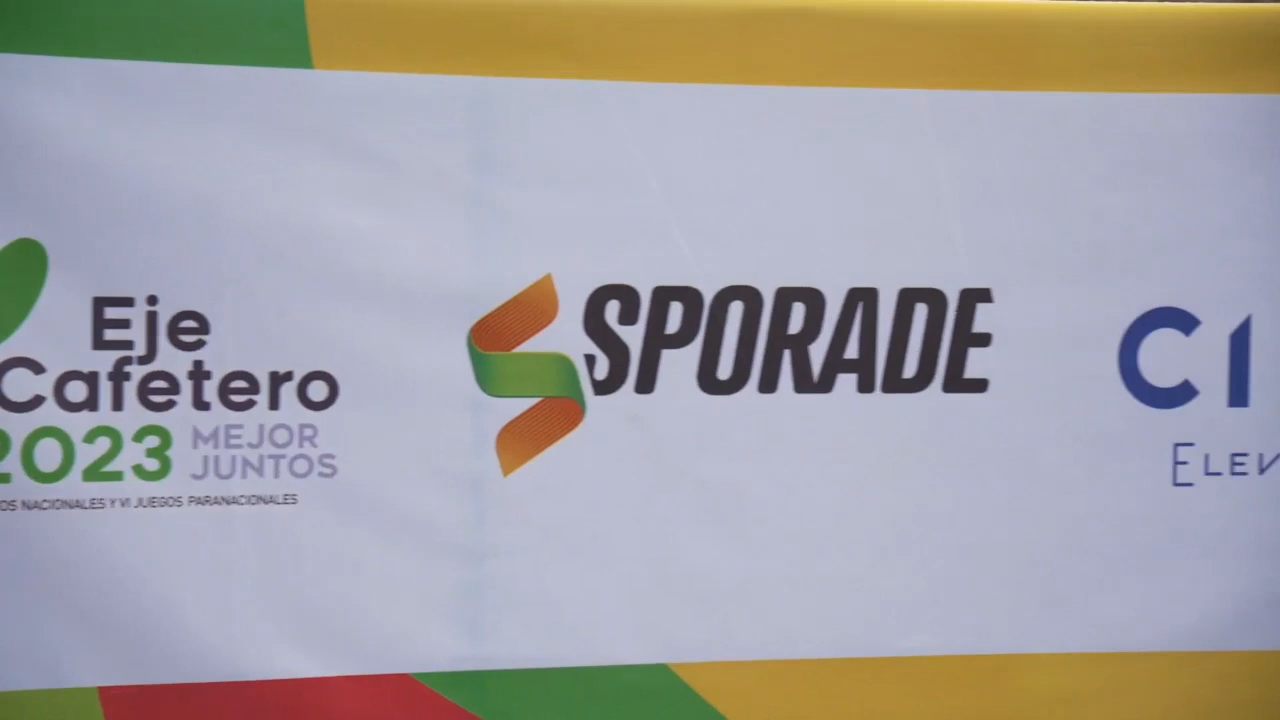 Eje
Cafetero
2023 MEJOR
JUNTOS
NACIONALES Y VI JUEGOS PARANACIONALES
SPORADE